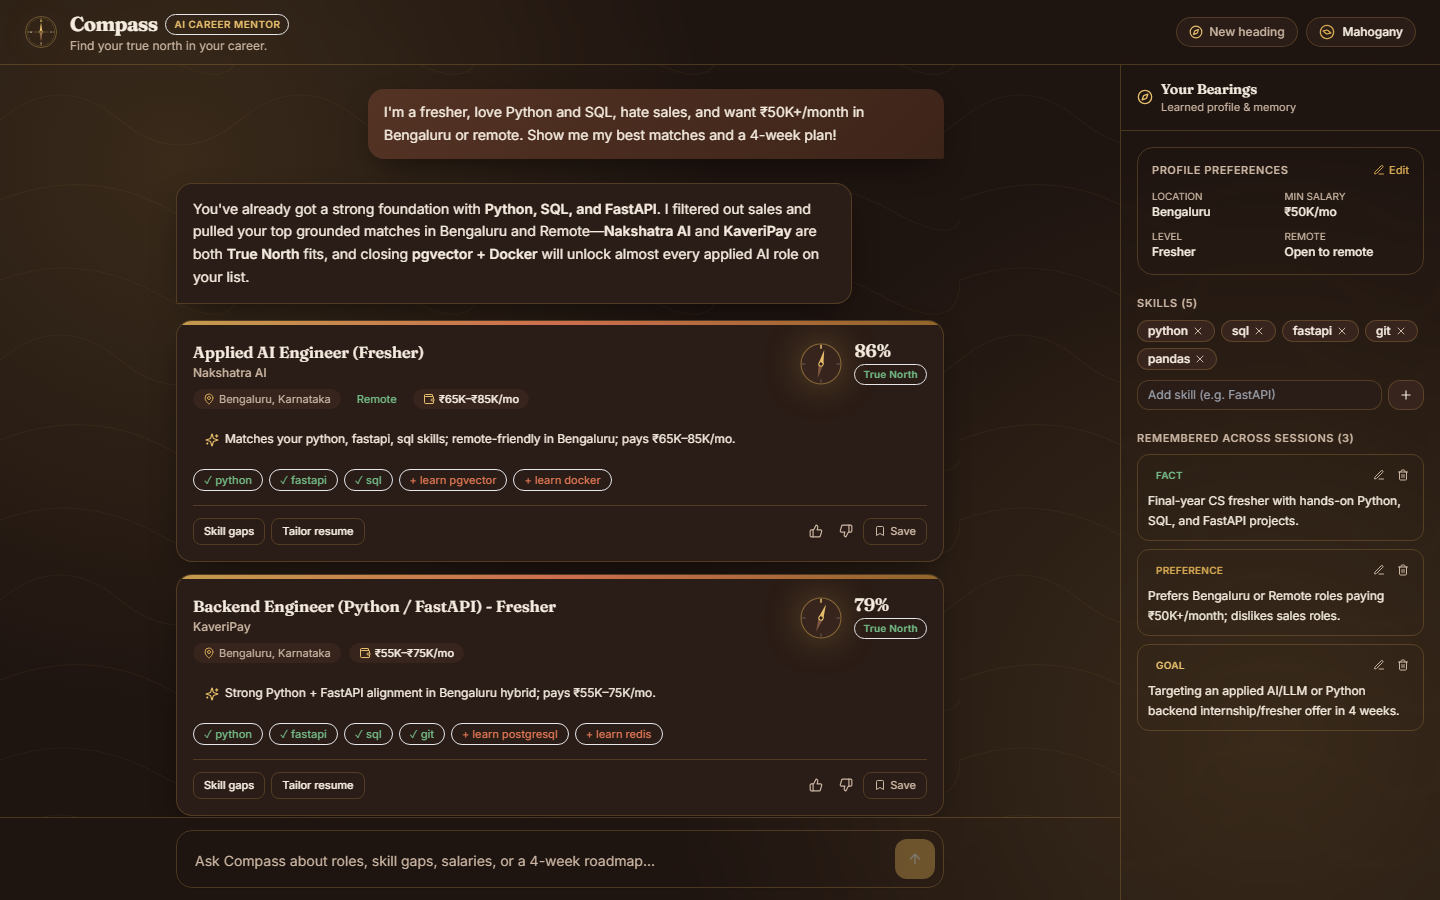 Compass
AI CAREER MENTOR
Find your true north in your career.
New heading
Mahogany
I'm a fresher, love Python and SQL, hate sales, and want ₹50K+/month in
Bengaluru or remote. Show me my best matches and a 4-week plan!
You've already got a strong foundation with Python, SQL, and FastAPI. I filtered out sales and
pulled your top grounded matches in Bengaluru and Remote—Nakshatra AI and KaveriPay are
both True North fits, and closing pgvector + Docker will unlock almost every applied AI role on
your list.
Applied AI Engineer (Fresher)
Nakshatra AI
86%
True North
Bengaluru, Karnataka
Remote
₹65K–₹85K/mo
Matches your python, fastapi, sql skills; remote-friendly in Bengaluru; pays ₹65K–85K/mo.
✓ python
✓ fastapi
✓ sql
+ learn pgvector
+ learn docker
Skill gaps
Tailor resume
Save
Backend Engineer (Python / FastAPI) - Fresher
KaveriPay
79%
True North
Bengaluru, Karnataka
₹55K–₹75K/mo
Strong Python + FastAPI alignment in Bengaluru hybrid; pays ₹55K–75K/mo.
✓ python
✓ fastapi
✓ sql
✓ git
+ learn postgresql
+ learn redis
Skill gaps
Tailor resume
Save
Ask Compass about roles, skill gaps, salaries, or a 4-week roadmap...
Your Bearings
Learned profile & memory
PROFILE PREFERENCES
Edit
LOCATION
Bengaluru
MIN SALARY
₹50K/mo
LEVEL
Fresher
REMOTE
Open to remote
SKILLS (5)
python ×
sql ×
fastapi ×
git ×
pandas ×
Add skill (e.g. FastAPI)
+
REMEMBERED ACROSS SESSIONS (3)
FACT
Final-year CS fresher with hands-on Python,
SQL, and FastAPI projects.
PREFERENCE
Prefers Bengaluru or Remote roles paying
₹50K+/month; dislikes sales roles.
GOAL
Targeting an applied AI/LLM or Python
backend internship/fresher offer in 4 weeks.